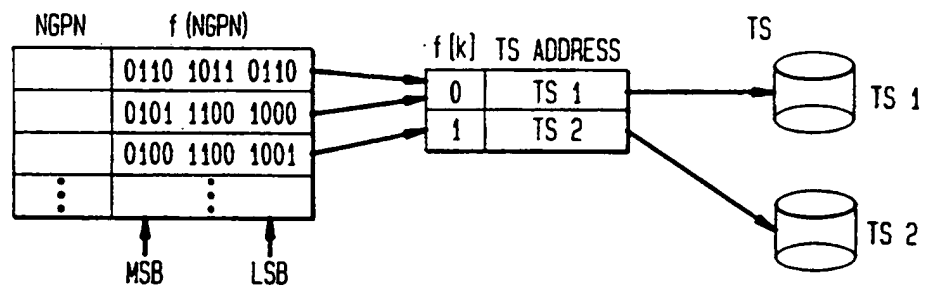 NGPN f (NGPN)
0110 1011 0110
0101 1100 1000
0100 1100 1001
MSB LSB
f (k) TS ADDRESS
0 TS 1
1 TS 2
TS
TS 1
TS 2